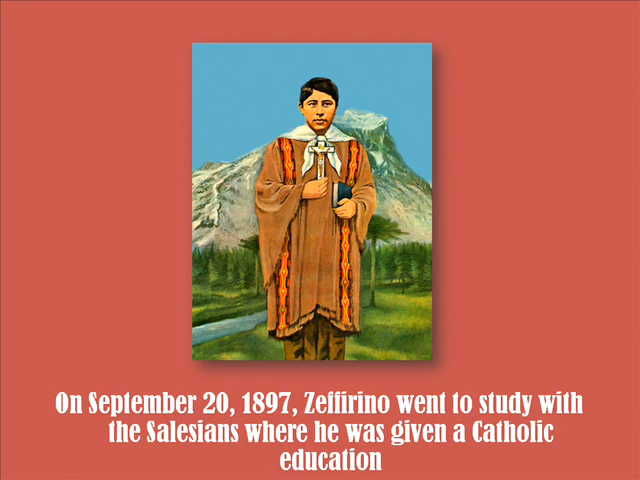 On September 20, 1897, Zeffirino went to study with
the Salesians where he was given a Catholic
education